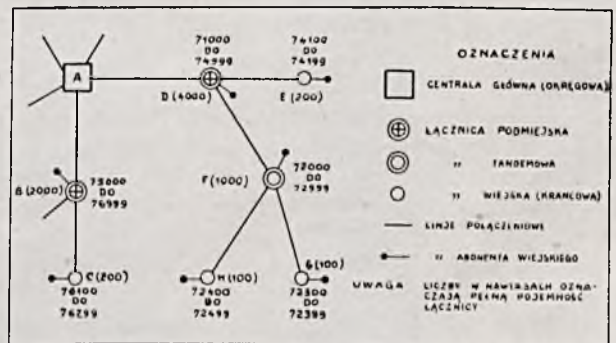 A
71000
DO
74999
D (4000)
74100
DO
74199
E (200)
B (2000)
75000
DO
76999
F (1000)
72000
DO
72999
C (200)
76100
DO
76299
H (100)
72400
DO
72499
G (100)
72300
DO
72399
OZNACZENIA
CENTRALA GŁÓWNA (OKRĘGOWA)
ŁĄCZNICA PODMIEJSKA
„ TANDEMOWA
„ WIEJSKA (KRAŃCOWA)
LINJE POŁĄCZENIOWE
„ ABONENTA WIEJSKIEGO
UWAGA LICZBY W NAWIASACH OZNA-
CZAJĄ PEŁNĄ POJEMNOŚĆ
ŁĄCZNICY